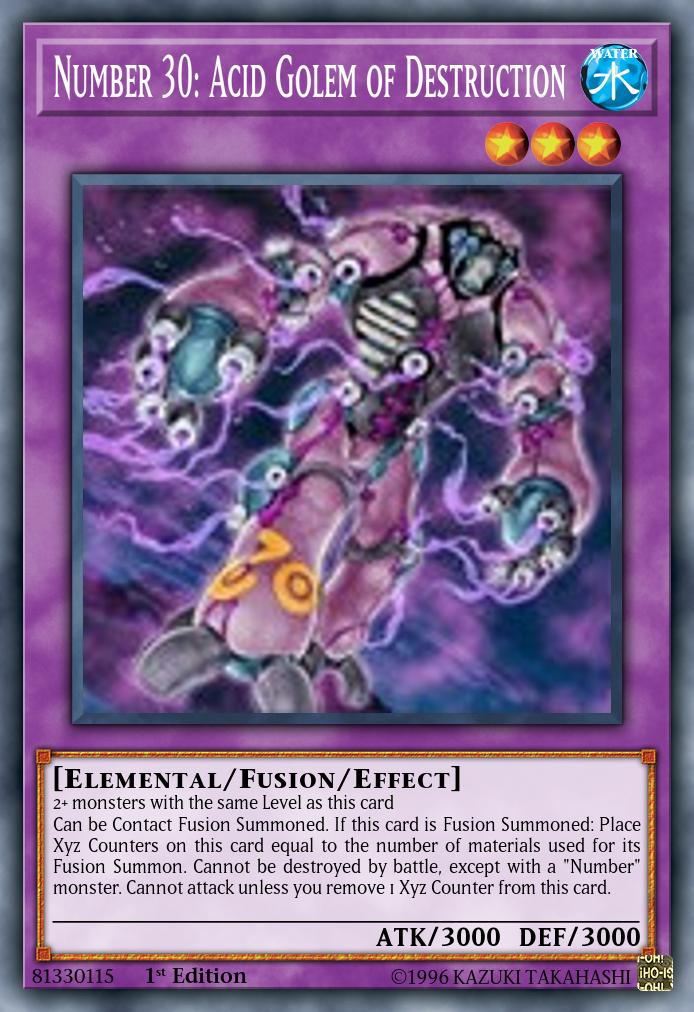 Number 30: Acid Golem of Destruction
WATER
水
30
[Elemental/Fusion/Effect]
2+ monsters with the same Level as this card
Can be Contact Fusion Summoned. If this card is Fusion Summoned: Place
Xyz Counters on this card equal to the number of materials used for its
Fusion Summon. Cannot be destroyed by battle, except with a "Number"
monster. Cannot attack unless you remove 1 Xyz Counter from this card.
ATK/3000 DEF/3000
81330115 1st Edition ©1996 KAZUKI TAKAHASHI